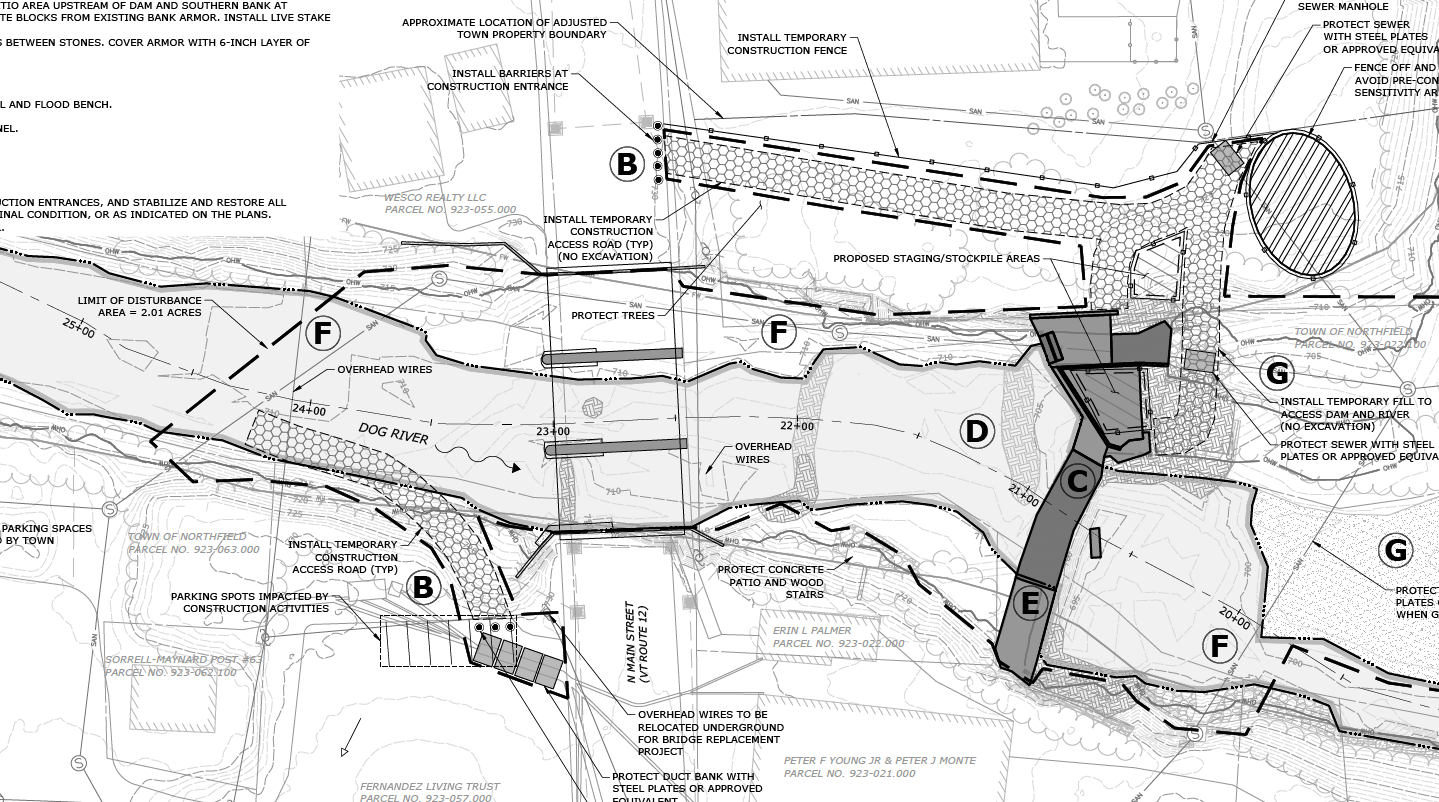 TIO AREA UPSTREAM OF DAM AND SOUTHERN BANK AT
TE BLOCKS FROM EXISTING BANK ARMOR. INSTALL LIVE STAKE
S BETWEEN STONES. COVER ARMOR WITH 6-INCH LAYER OF
L AND FLOOD BENCH.
NEL.
UCTION ENTRANCES, AND STABILIZE AND RESTORE ALL
INAL CONDITION, OR AS INDICATED ON THE PLANS.
APPROXIMATE LOCATION OF ADJUSTED
TOWN PROPERTY BOUNDARY
INSTALL TEMPORARY
CONSTRUCTION FENCE
INSTALL BARRIERS AT
CONSTRUCTION ENTRANCE
SEWER MANHOLE
PROTECT SEWER
WITH STEEL PLATES
OR APPROVED EQUIVA
FENCE OFF AND
AVOID PRE-CON
SENSITIVITY AR
B
WESCO REALTY LLC
PARCEL NO. 923-055.000
INSTALL TEMPORARY
CONSTRUCTION
ACCESS ROAD (TYP)
(NO EXCAVATION)
PROPOSED STAGING/STOCKPILE AREAS
PROTECT TREES
LIMIT OF DISTURBANCE
AREA = 2.01 ACRES
25+00
F
F
OVERHEAD WIRES
24+00
DOG RIVER
23+00
22+00
OVERHEAD
WIRES
D
TOWN OF NORTHFIELD
PARCEL NO. 923-022.100
G
INSTALL TEMPORARY FILL TO
ACCESS DAM AND RIVER
(NO EXCAVATION)
PROTECT SEWER WITH STEEL
PLATES OR APPROVED EQUIVA
C
21+00
PARKING SPACES
D BY TOWN
TOWN OF NORTHFIELD
PARCEL NO. 923-063.000
INSTALL TEMPORARY
CONSTRUCTION
ACCESS ROAD (TYP)
B
PARKING SPOTS IMPACTED BY
CONSTRUCTION ACTIVITIES
PROTECT CONCRETE
PATIO AND WOOD
STAIRS
G
PROTECT
PLATES
WHEN G
E
20+00
F
N MAIN STREET
(VT ROUTE 12)
ERIN L PALMER
PARCEL NO. 923-022.000
SORRELL-MAYNARD POST #63
PARCEL NO. 923-062.100
OVERHEAD WIRES TO BE
RELOCATED UNDERGROUND
FOR BRIDGE REPLACEMENT
PROJECT
PETER F YOUNG JR & PETER J MONTE
PARCEL NO. 923-021.000
PROTECT DUCT BANK WITH
STEEL PLATES OR APPROVED
EQUIVALENT
FERNANDEZ LIVING TRUST
PARCEL NO. 923-057.000